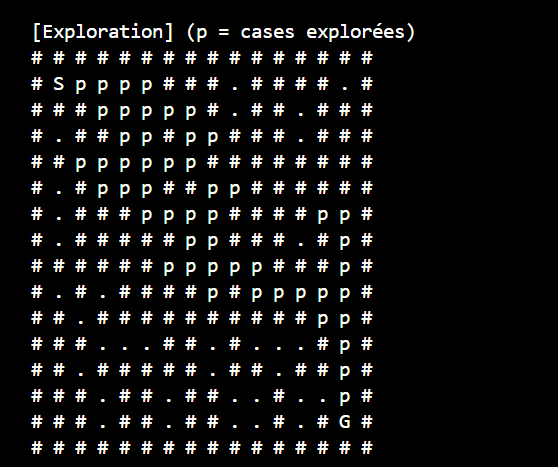 [Exploration] (p = cases explorées)
# # # # # # # # # # # # # # # #
# S p p p p # # # . # # # # . #
# # # p p p p p # . # # . # # #
# . # # p p # p p # # # . # # #
# # p p p p p p # # # # # # # #
# . # p p p # # p p # # # # # #
# . # # # p p p p # # # # p p #
# . # # # # # p p # # # . # p #
# # # # # # p p p p p # # # p #
# . # . # # # # p # p p p p p #
# # . # # # # # # # # # # p p #
# # # . . . # # . # . . . # p #
# # . # # # # # . # # . # # p #
# # # . # # . # # . . # . . p #
# # # . # # . # # . . # . # G #
# # # # # # # # # # # # # # # #